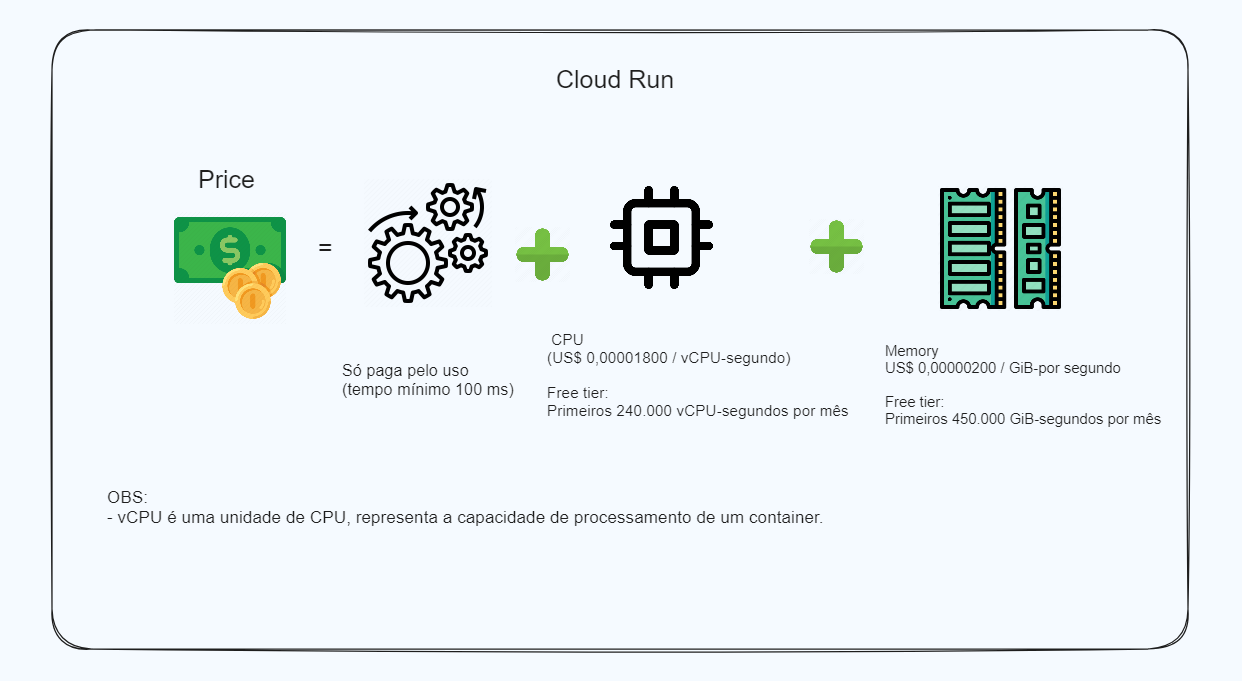 Cloud Run
Price
=
Só paga pelo uso
(tempo mínimo 100 ms)
CPU
(US$ 0,00001800 / vCPU-segundo)
Free tier:
Primeiros 240.000 vCPU-segundos por mês
Memory
US$ 0,00000200 / GiB-por segundo
Free tier:
Primeiros 450.000 GiB-segundos por mês
OBS:
- vCPU é uma unidade de CPU, representa a capacidade de processamento de um container.